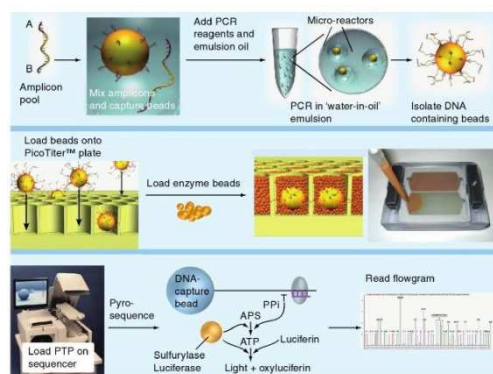 A
B
Amplicon
pool
Mix amplicons
and capture beads
Add PCR
reagents and
emulsion oil
Micro-reactors
PCR in 'water-in-oil'
emulsion
Isolate DNA
containing beads
Load beads onto
PicoTiter™ plate
Load enzyme beads
Load PTP on
sequencer
Pyro-
sequence
DNA-
capture
bead
PPi
APS
ATP
Luciferin
Sulfurylase
Luciferase
Light + oxyluciferin
Read flowgram